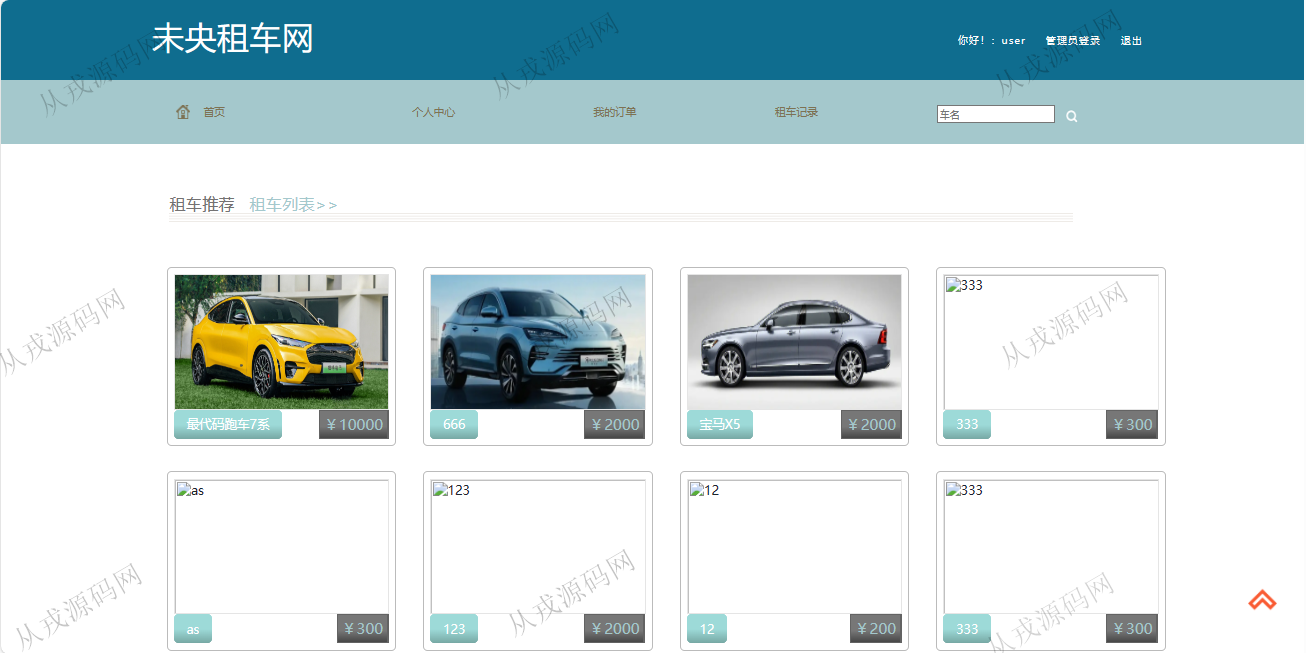 未央租车网
你好！：user 管理员登录 退出
首页 个人中心 我的订单 租车记录 车名
租车推荐 租车列表>>
最代码跑车7系 ￥10000
666 ￥2000
宝马X5 ￥2000
333
333 ￥300
as
as ￥300
123
123 ￥2000
12
12 ￥200
333
333 ￥300
从戎源码网
从戎源码网
从戎源码网
从戎源码网
从戎源码网
从戎源码网
从戎源码网
从戎源码网
从戎源码网